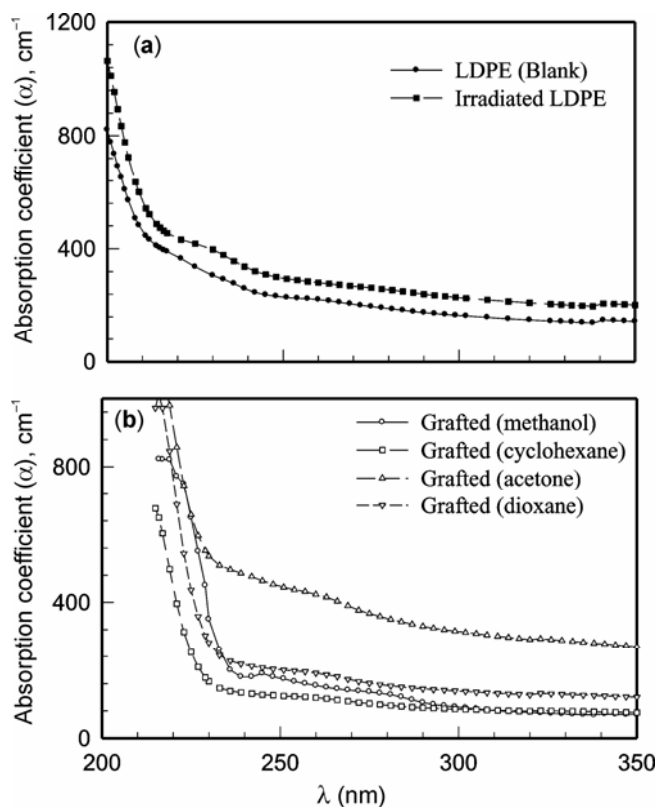 1200
(a)
LDPE (Blank)
Irradiated LDPE
800
400
0
Absorption coefficient (α), cm⁻¹
(b)
Grafted (methanol)
Grafted (cyclohexane)
Grafted (acetone)
Grafted (dioxane)
800
400
0
Absorption coefficient (α), cm⁻¹
200 250 300 350
λ (nm)